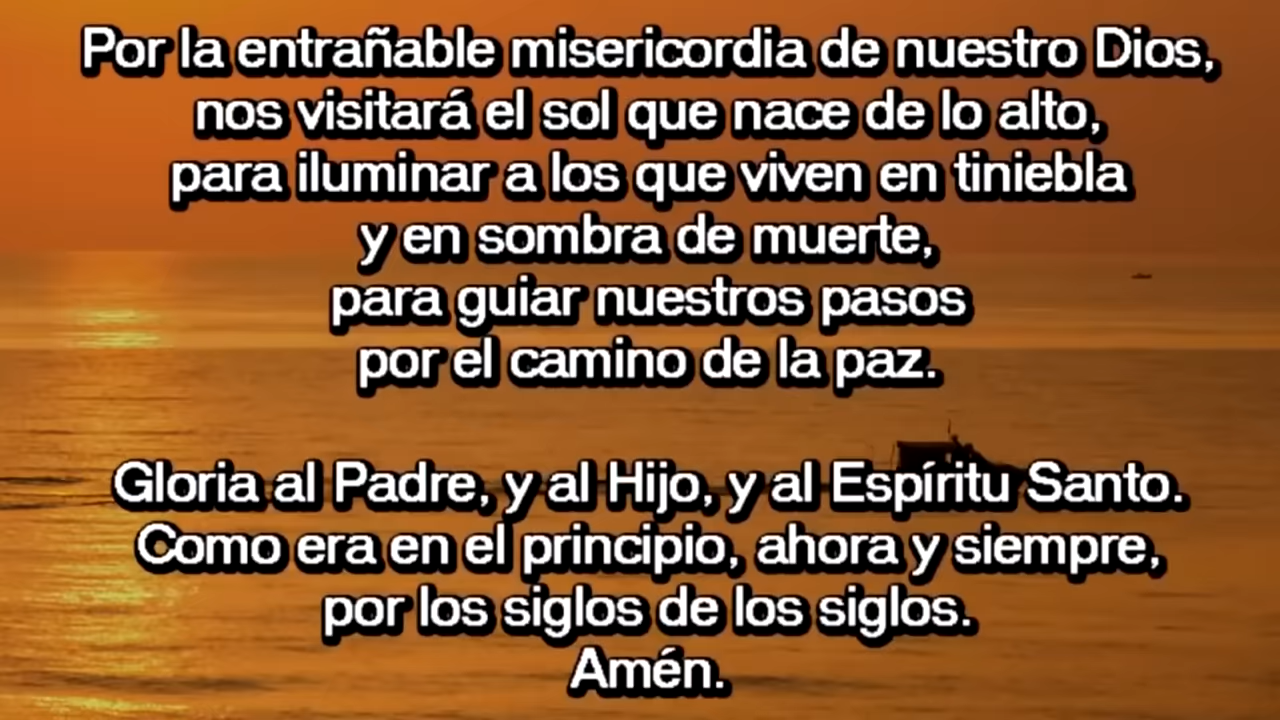 Por la entrañable misericordia de nuestro Dios,
nos visitará el sol que nace de lo alto,
para iluminar a los que viven en tiniebla
y en sombra de muerte,
para guiar nuestros pasos
por el camino de la paz.
Gloria al Padre, y al Hijo, y al Espíritu Santo.
Como era en el principio, ahora y siempre,
por los siglos de los siglos.
Amén.